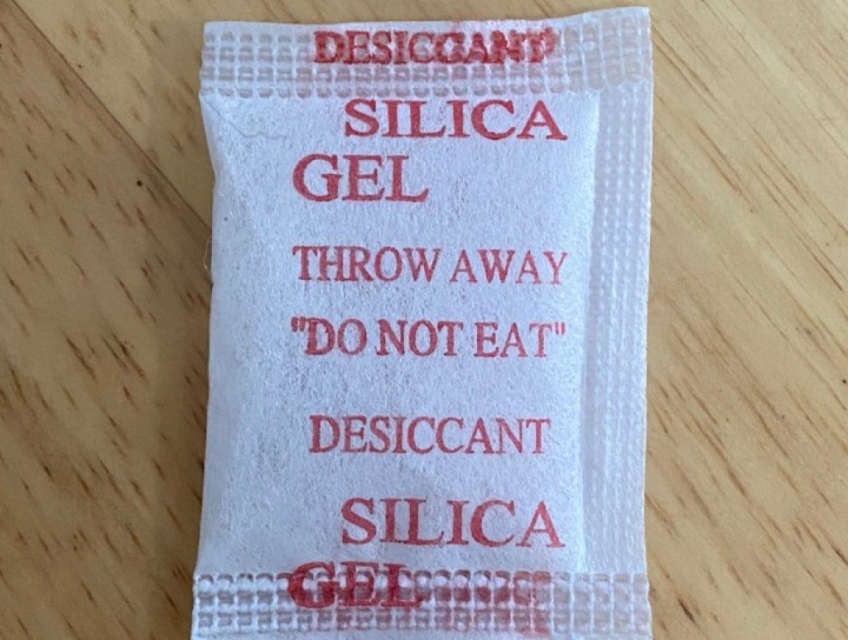 DESICCANT
SILICA
GEL
THROW AWAY
"DO NOT EAT"
DESICCANT
SILICA
GEL